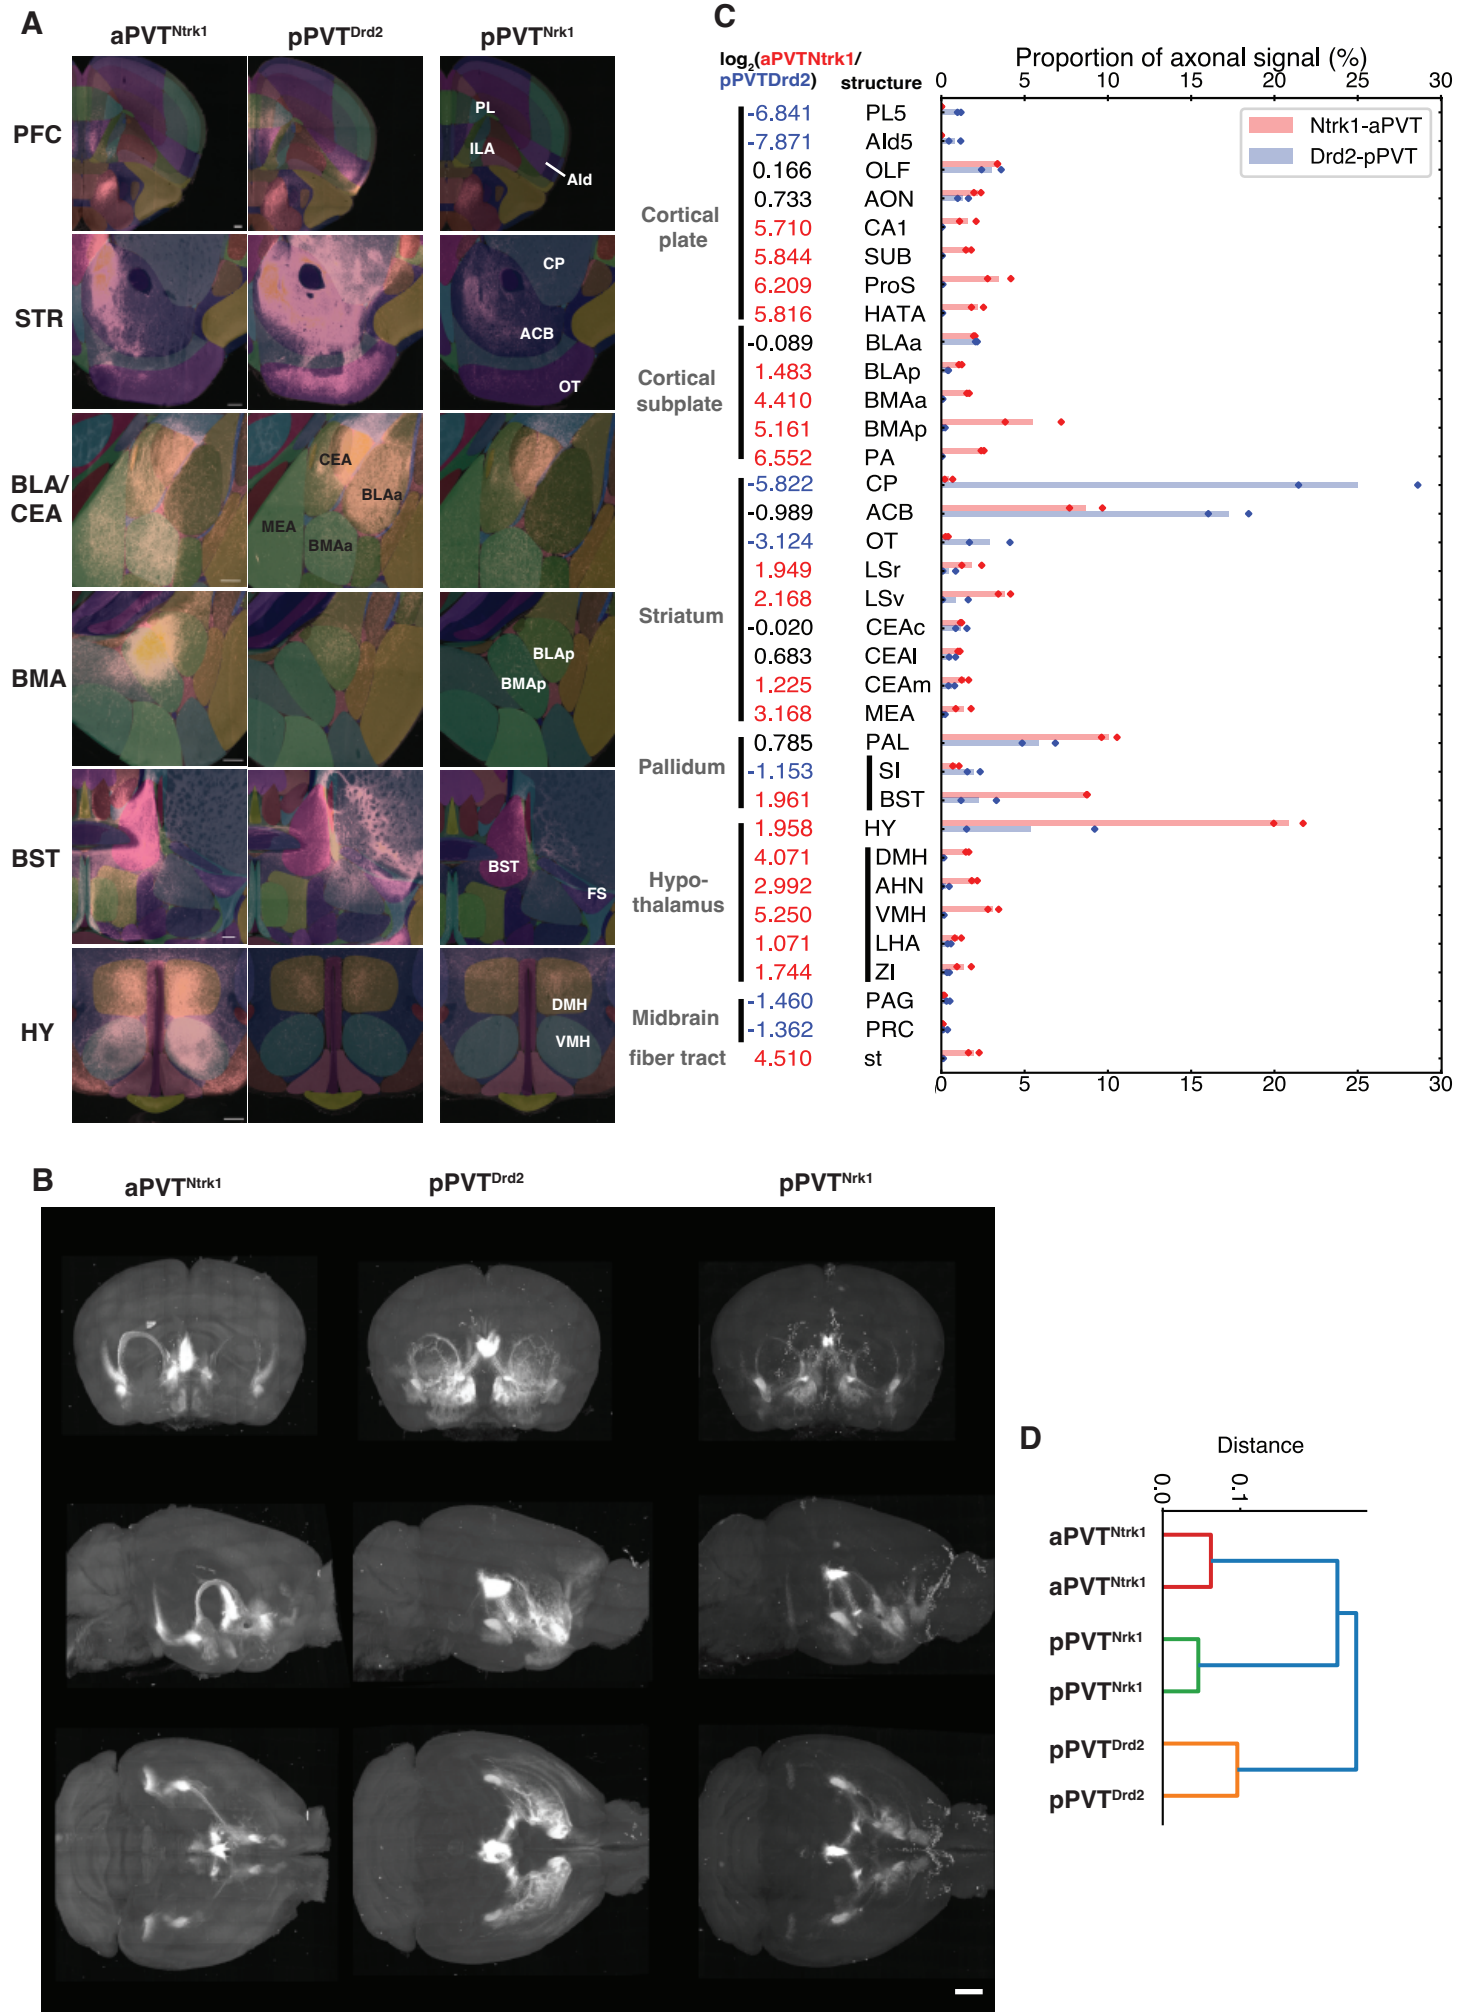 A
aPVTNtrk1
pPVTDrd2
pPVTNrk1
PFC
PL
ILA
AId
STR
CP
ACB
OT
BLA/
CEA
CEA
BLAa
MEA
BMAa
BMA
BLAp
BMAp
BST
BST
FS
HY
DMH
VMH
C
log2(aPVTNtrk1/
pPVTDrd2)
structure
Proportion of axonal signal (%)
0 5 10 15 20 25 30
Ntrk1-aPVT
Drd2-pPVT
Cortical
plate
-6.841 PL5
-7.871 AId5
0.166 OLF
0.733 AON
5.710 CA1
5.844 SUB
6.209 ProS
5.816 HATA
Cortical
subplate
-0.089 BLAa
1.483 BLAp
4.410 BMAa
5.161 BMAp
6.552 PA
Striatum
-5.822 CP
-0.989 ACB
-3.124 OT
1.949 LSr
2.168 LSv
-0.020 CEAc
0.683 CEAl
1.225 CEAm
3.168 MEA
Pallidum
0.785 PAL
-1.153 SI
1.961 BST
Hypo-
thalamus
1.958 HY
4.071 DMH
2.992 AHN
5.250 VMH
1.071 LHA
1.744 ZI
Midbrain
-1.460 PAG
-1.362 PRC
fiber tract
4.510 st
0 5 10 15 20 25 30
B
aPVTNtrk1
pPVTDrd2
pPVTNrk1
D
Distance
0.0 0.1
aPVTNtrk1
aPVTNtrk1
pPVTNrk1
pPVTNrk1
pPVTDrd2
pPVTDrd2